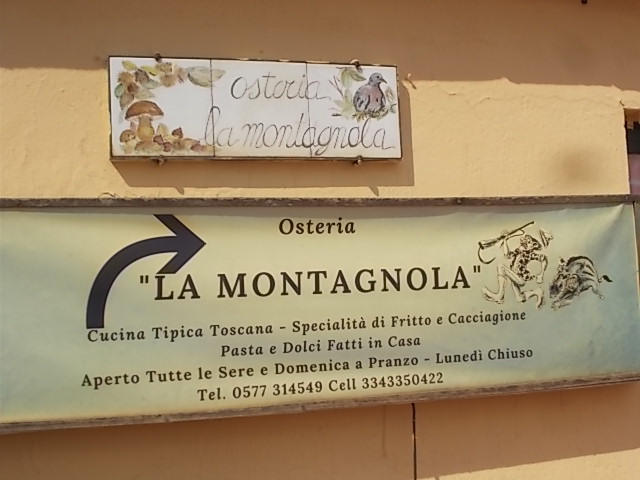 osteria
la montagnola
Osteria
"LA MONTAGNOLA"
Cucina Tipica Toscana - Specialità di Fritto e Cacciagione
Pasta e Dolci Fatti in Casa
Aperto Tutte le Sere e Domenica a Pranzo - Lunedì Chiuso
Tel. 0577 314549 Cell 3343350422